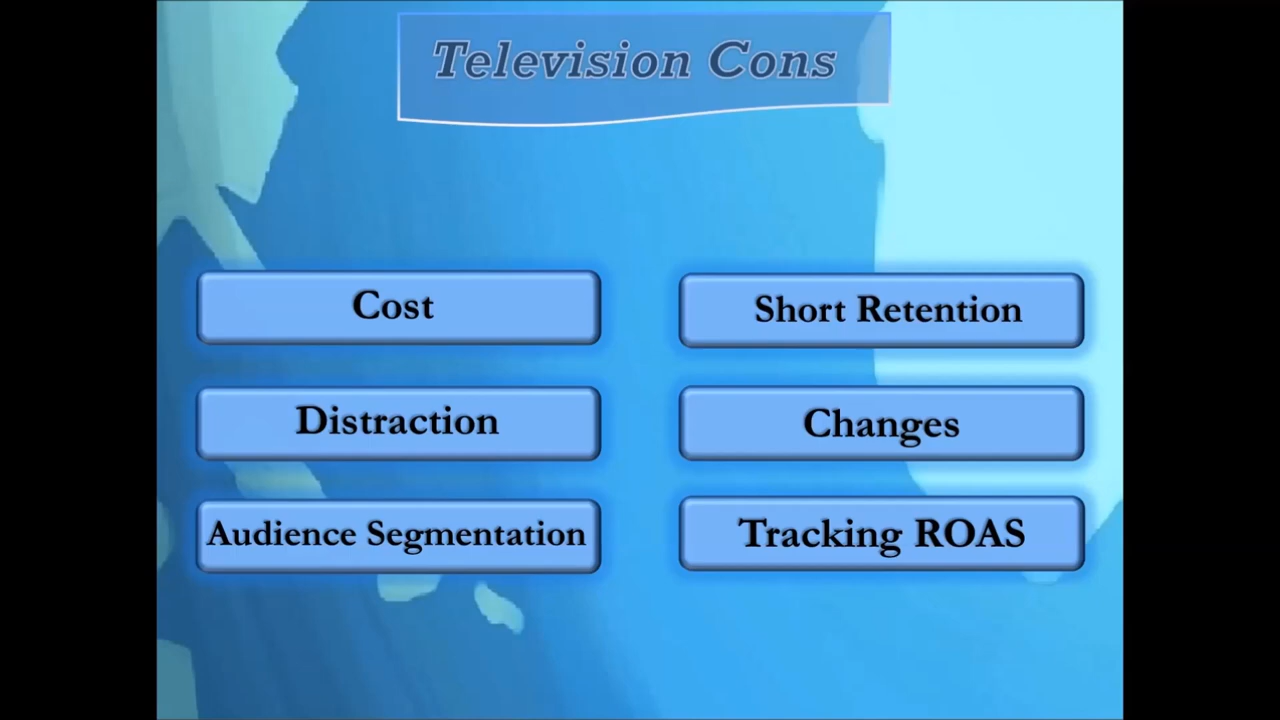 Television Cons
Cost
Short Retention
Distraction
Changes
Audience Segmentation
Tracking ROAS